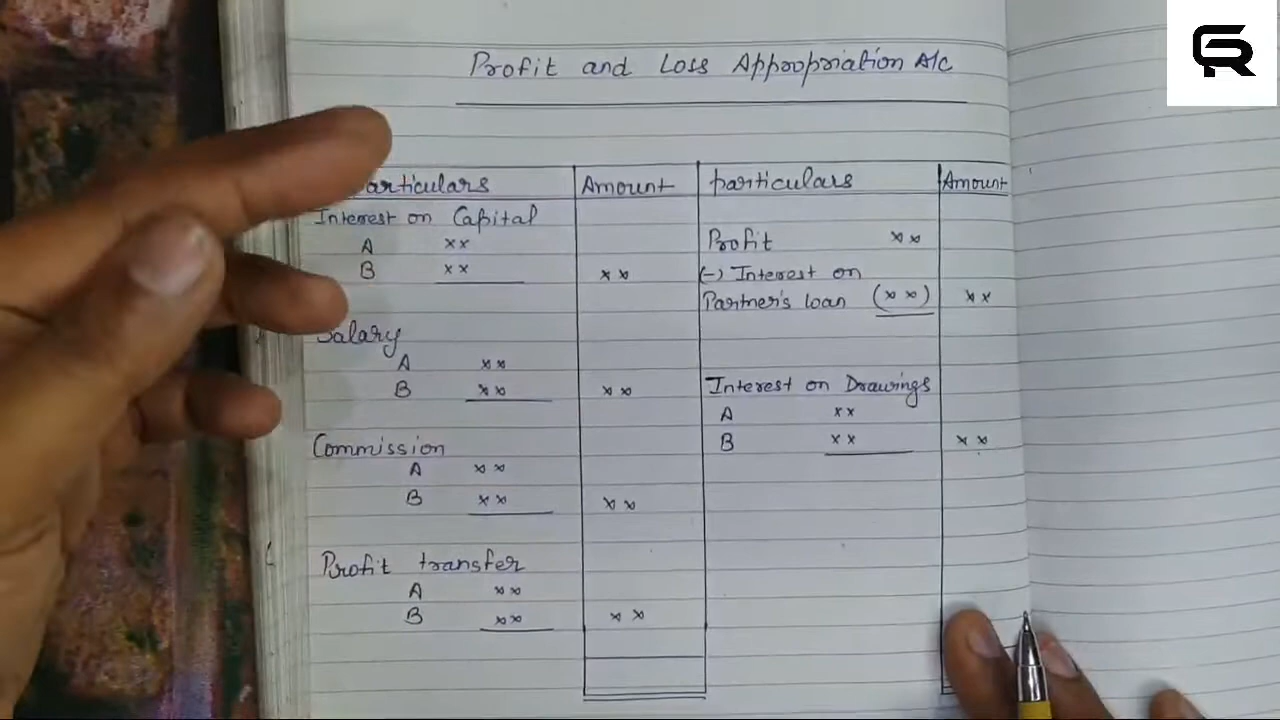 Profit and Loss Appropriation A/c
articulars Amount particulars Amount
Interest on Capital
A xx
B xx xx
Salary
A xx
B xx xx
Commission
A xx
B xx xx
Profit transfer
A xx
B xx xx
Profit xx
(-) Interest on
Partner's loan (xx) xx
Interest on Drawings
A xx
B xx xx